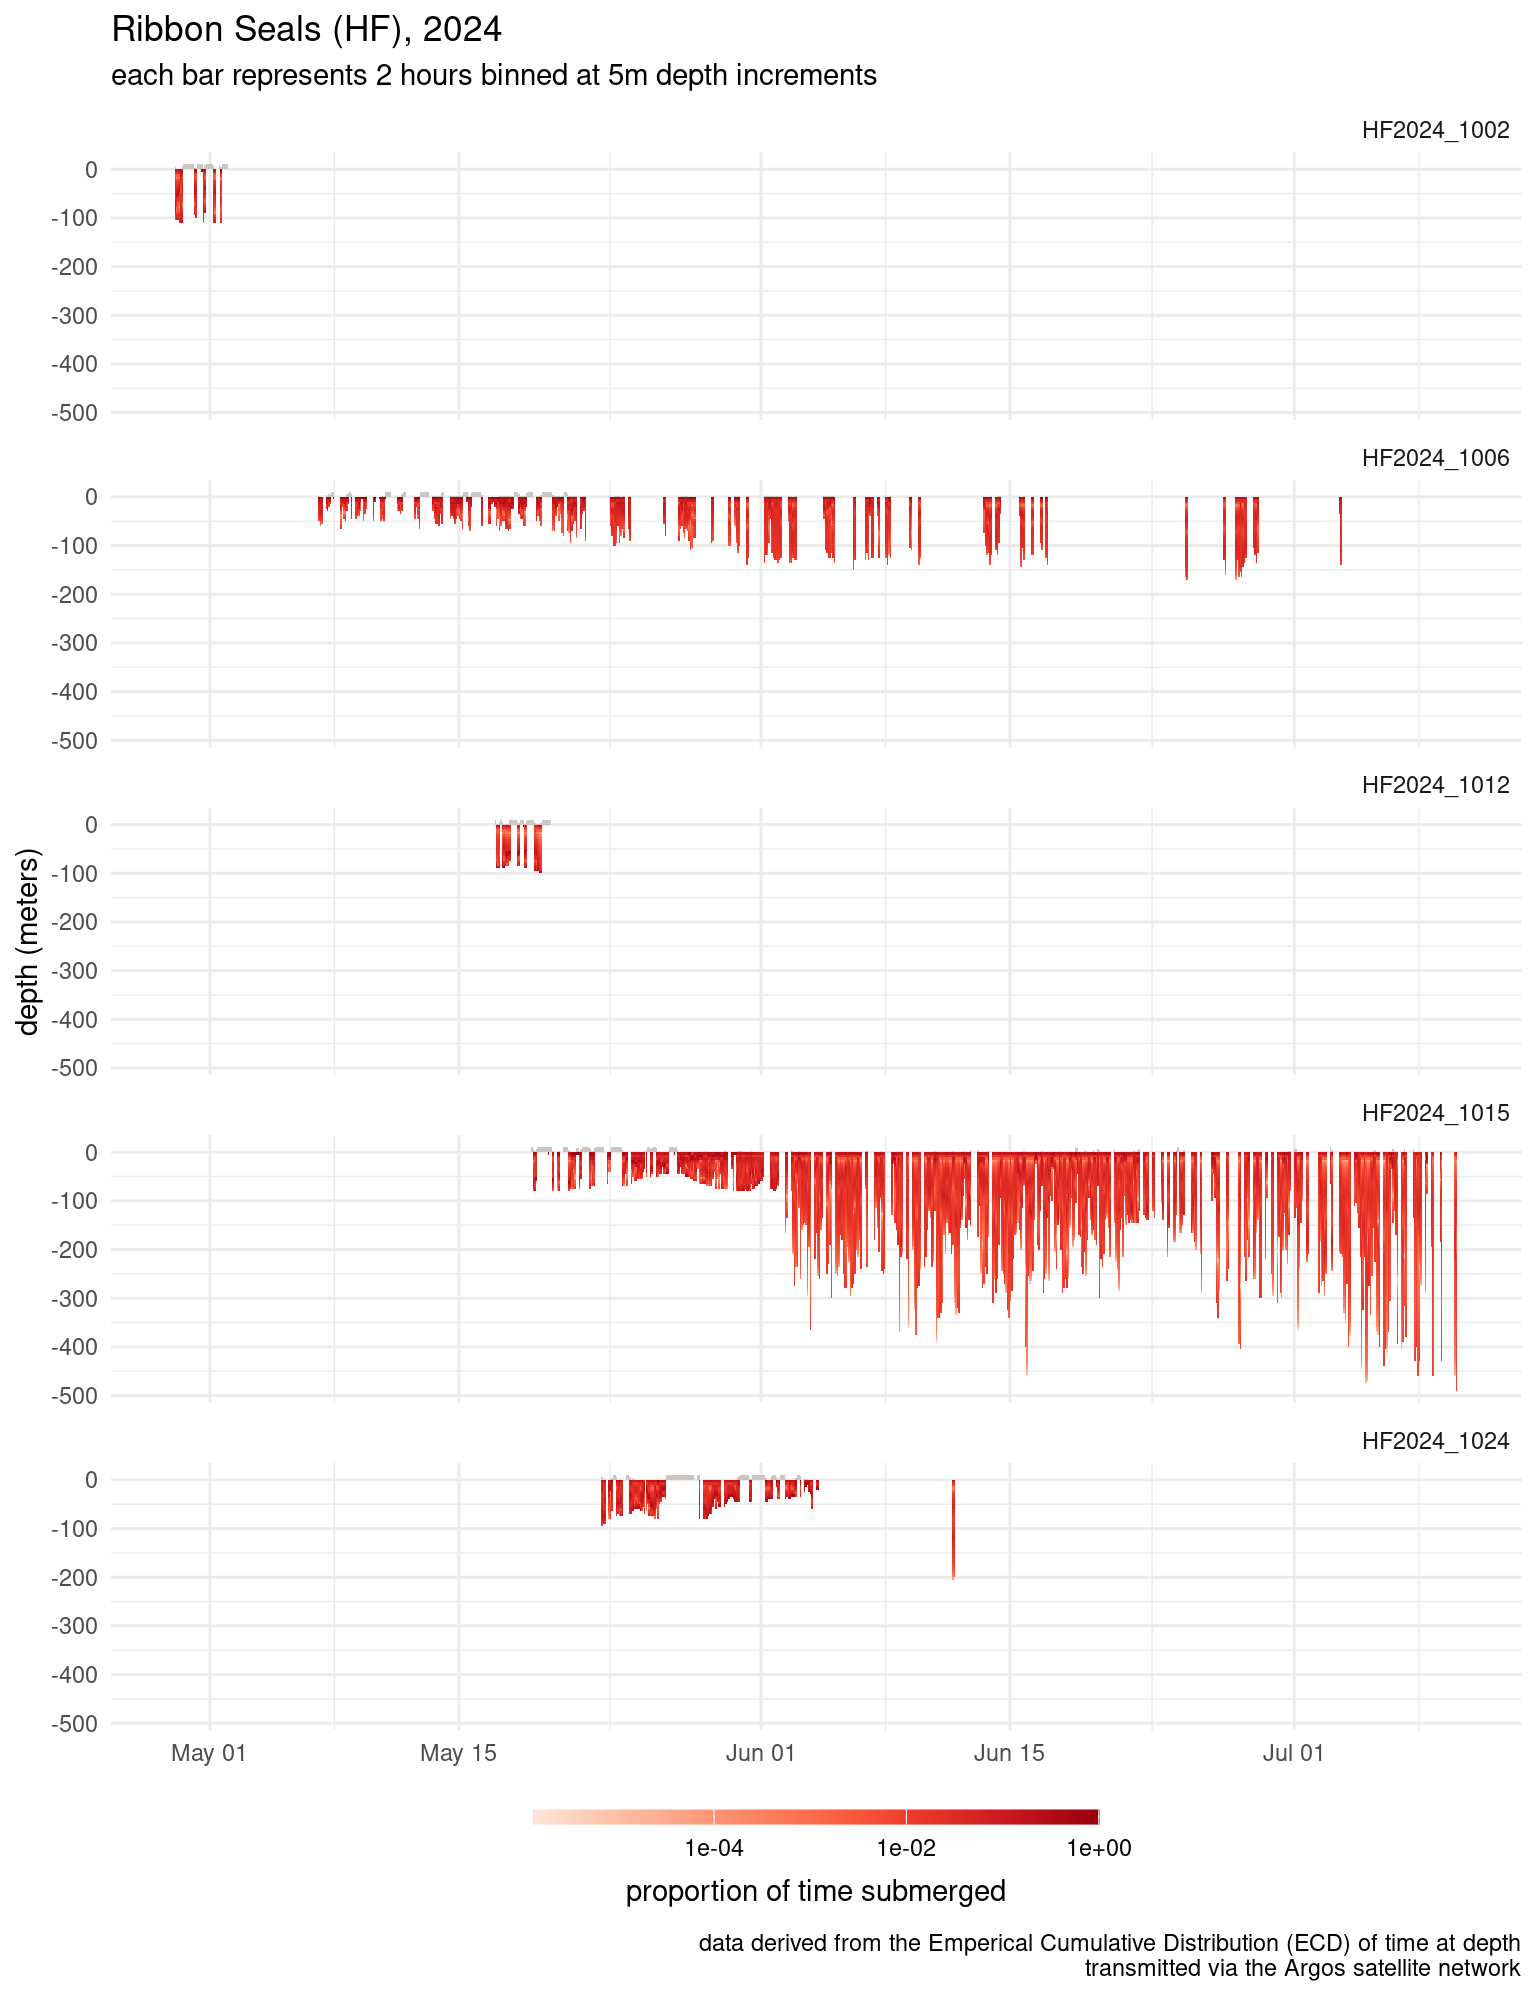 Ribbon Seals (HF), 2024
each bar represents 2 hours binned at 5m depth increments
HF2024_1002
0
-100
-200
-300
-400
-500
HF2024_1006
0
-100
-200
-300
-400
-500
HF2024_1012
0
-100
-200
-300
-400
-500
depth (meters)
HF2024_1015
0
-100
-200
-300
-400
-500
HF2024_1024
0
-100
-200
-300
-400
-500
May 01 May 15 Jun 01 Jun 15 Jul 01
1e-04 1e-02 1e+00
proportion of time submerged
data derived from the Emperical Cumulative Distribution (ECD) of time at depth
transmitted via the Argos satellite network